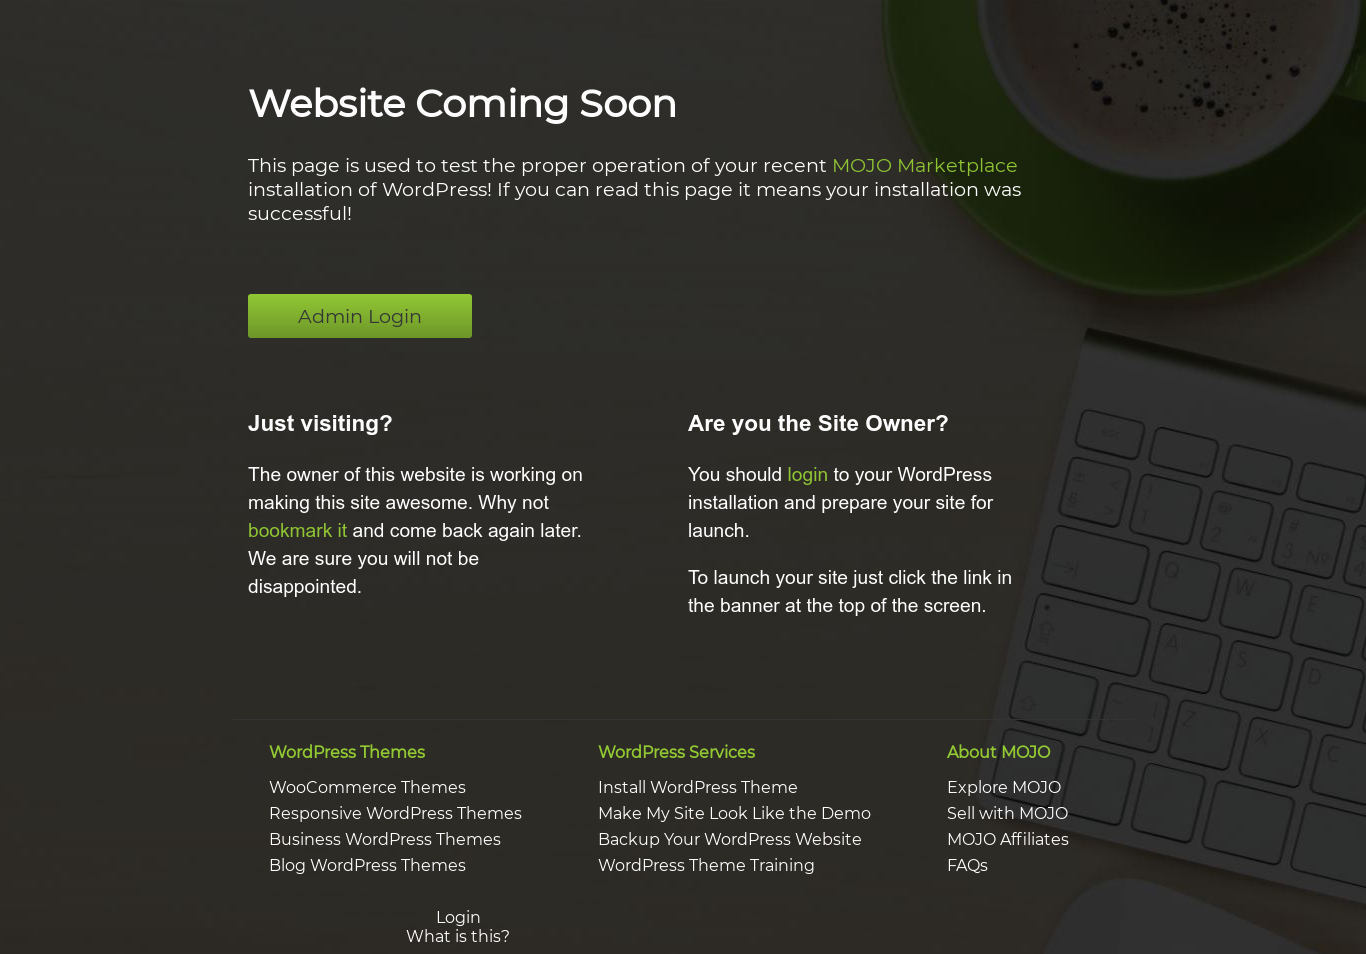 Website Coming Soon
This page is used to test the proper operation of your recent MOJO Marketplace
installation of WordPress! If you can read this page it means your installation was
successful!
Admin Login
Just visiting?
The owner of this website is working on
making this site awesome. Why not
bookmark it and come back again later.
We are sure you will not be
disappointed.
Are you the Site Owner?
You should login to your WordPress
installation and prepare your site for
launch.
To launch your site just click the link in
the banner at the top of the screen.
WordPress Themes
WooCommerce Themes
Responsive WordPress Themes
Business WordPress Themes
Blog WordPress Themes
WordPress Services
Install WordPress Theme
Make My Site Look Like the Demo
Backup Your WordPress Website
WordPress Theme Training
About MOJO
Explore MOJO
Sell with MOJO
MOJO Affiliates
FAQs
Login
What is this?